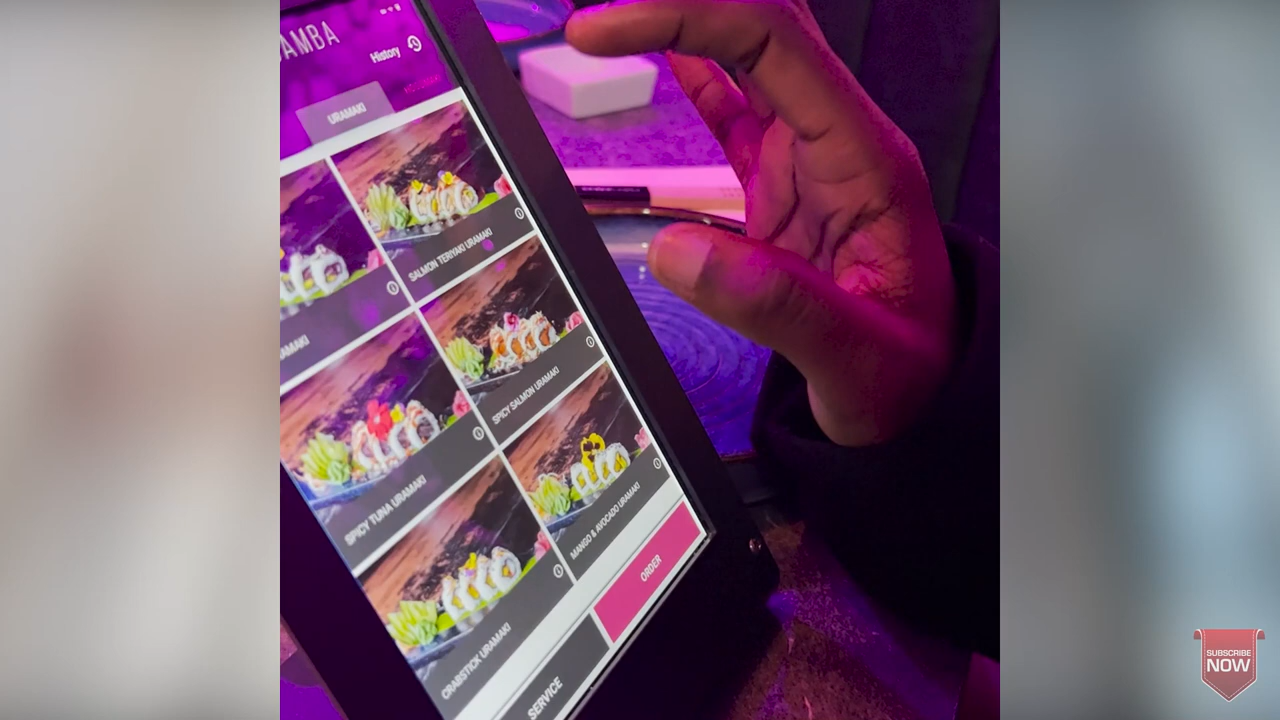 AMBA
History
URAMAKI
SALMON TERIYAKI URAMAKI
AMAKI
SPICY SALMON URAMAKI
SPICY TUNA URAMAKI
MANGO & AVOCADO URAMAKI
CRABSTICK URAMAKI
ORDER
SERVICE
SUBSCRIBE
NOW